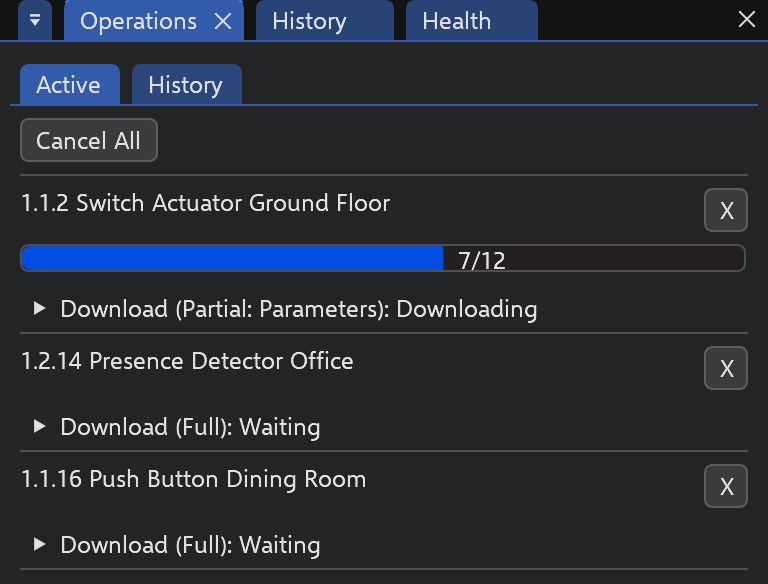 Operations History Health
Active History
Cancel All
1.1.2 Switch Actuator Ground Floor
X
7/12
Download (Partial: Parameters): Downloading
1.2.14 Presence Detector Office
X
Download (Full): Waiting
1.1.16 Push Button Dining Room
X
Download (Full): Waiting